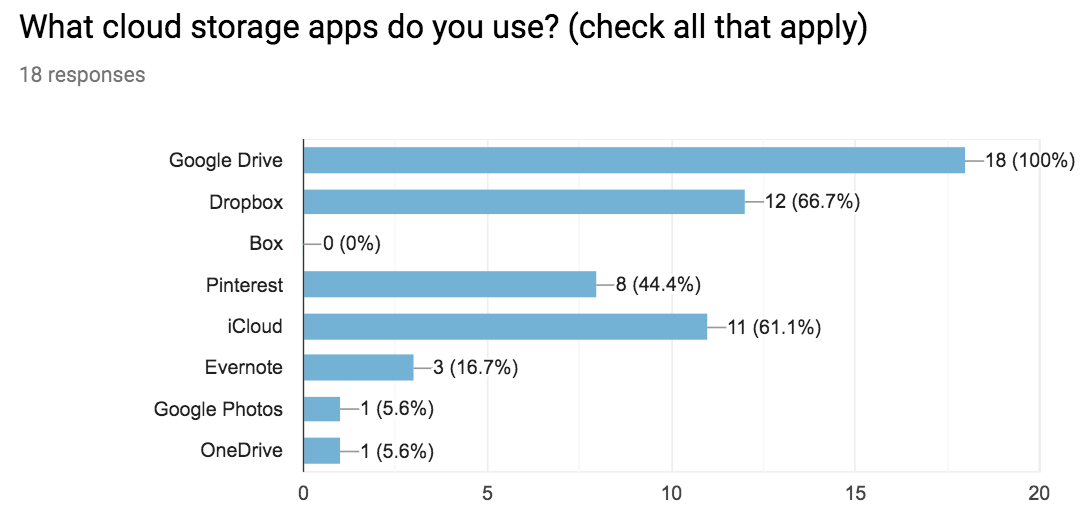 What cloud storage apps do you use? (check all that apply)
18 responses
Google Drive 18 (100%)
Dropbox 12 (66.7%)
Box 0 (0%)
Pinterest 8 (44.4%)
iCloud 11 (61.1%)
Evernote 3 (16.7%)
Google Photos 1 (5.6%)
OneDrive 1 (5.6%)
0 5 10 15 20